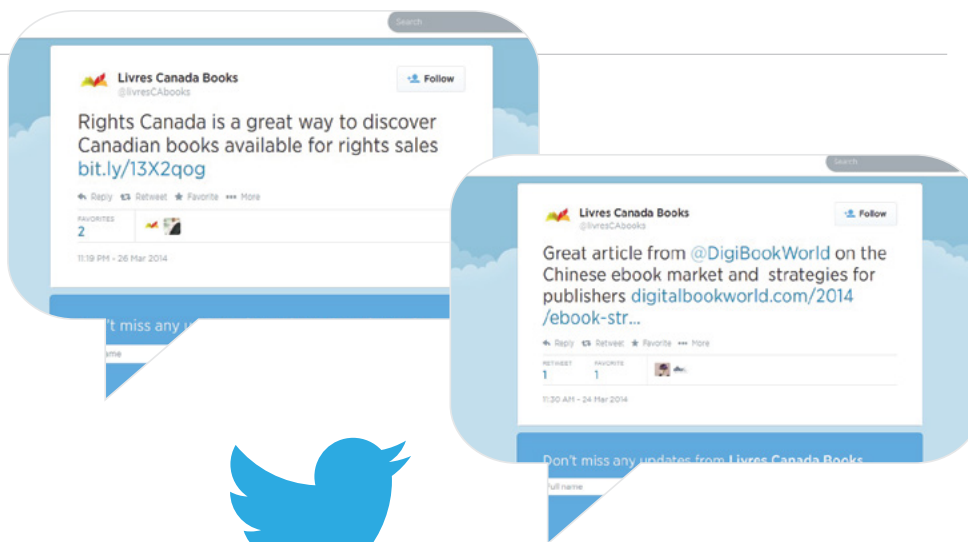 Search
Livres Canada Books
@livresCAbooks
Follow
Rights Canada is a great way to discover
Canadian books available for rights sales
bit.ly/13X2qog
Reply Retweet Favorite More
FAVORITES
2
11:19 PM - 26 Mar 2014
't miss any
ame
Search
Livres Canada Books
@livresCAbooks
Follow
Great article from @DigiBookWorld on the
Chinese ebook market and strategies for
publishers digitalbookworld.com/2014
/ebook-str...
Reply Retweet Favorite More
RETWEET FAVORITE
1 1
11:30 AM - 24 Mar 2014
Don't miss any updates from Livres Canada Books
Full name